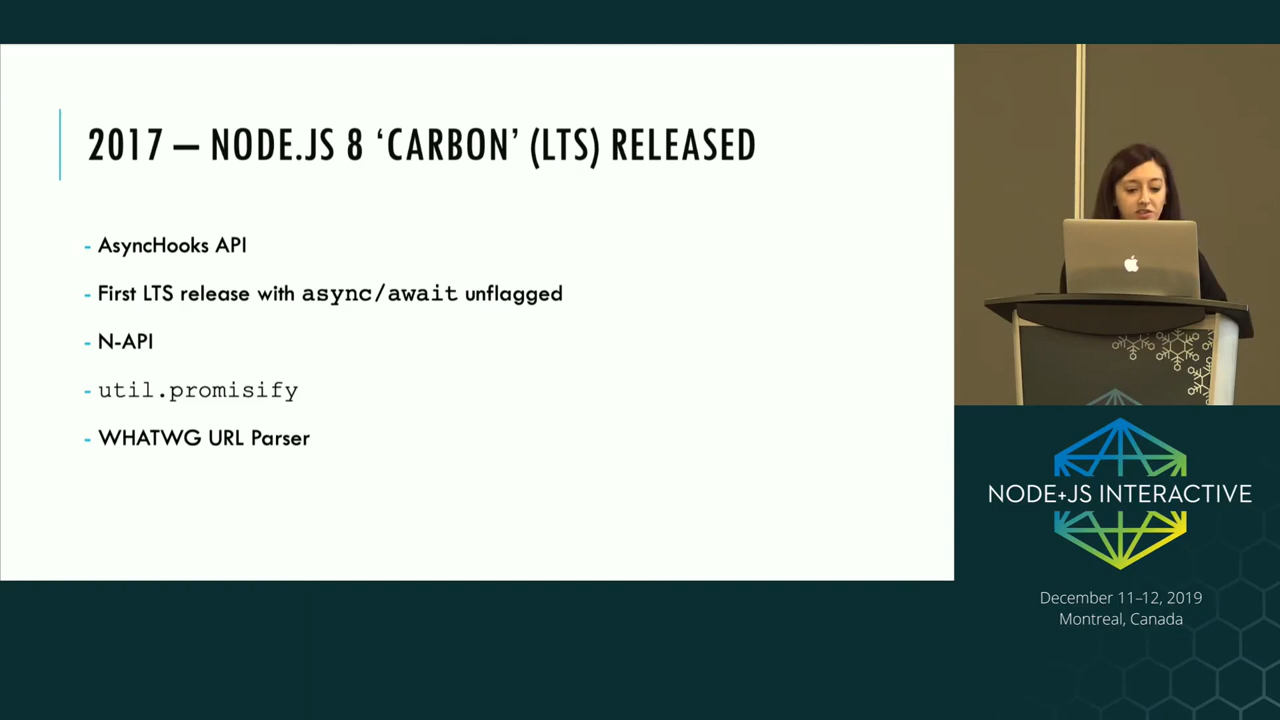 2017 — NODE.JS 8 ‘CARBON’ (LTS) RELEASED
- AsyncHooks API
- First LTS release with async/await unflagged
- N-API
- util.promisify
- WHATWG URL Parser
NODE+JS INTERACTIVE
December 11–12, 2019
Montreal, Canada